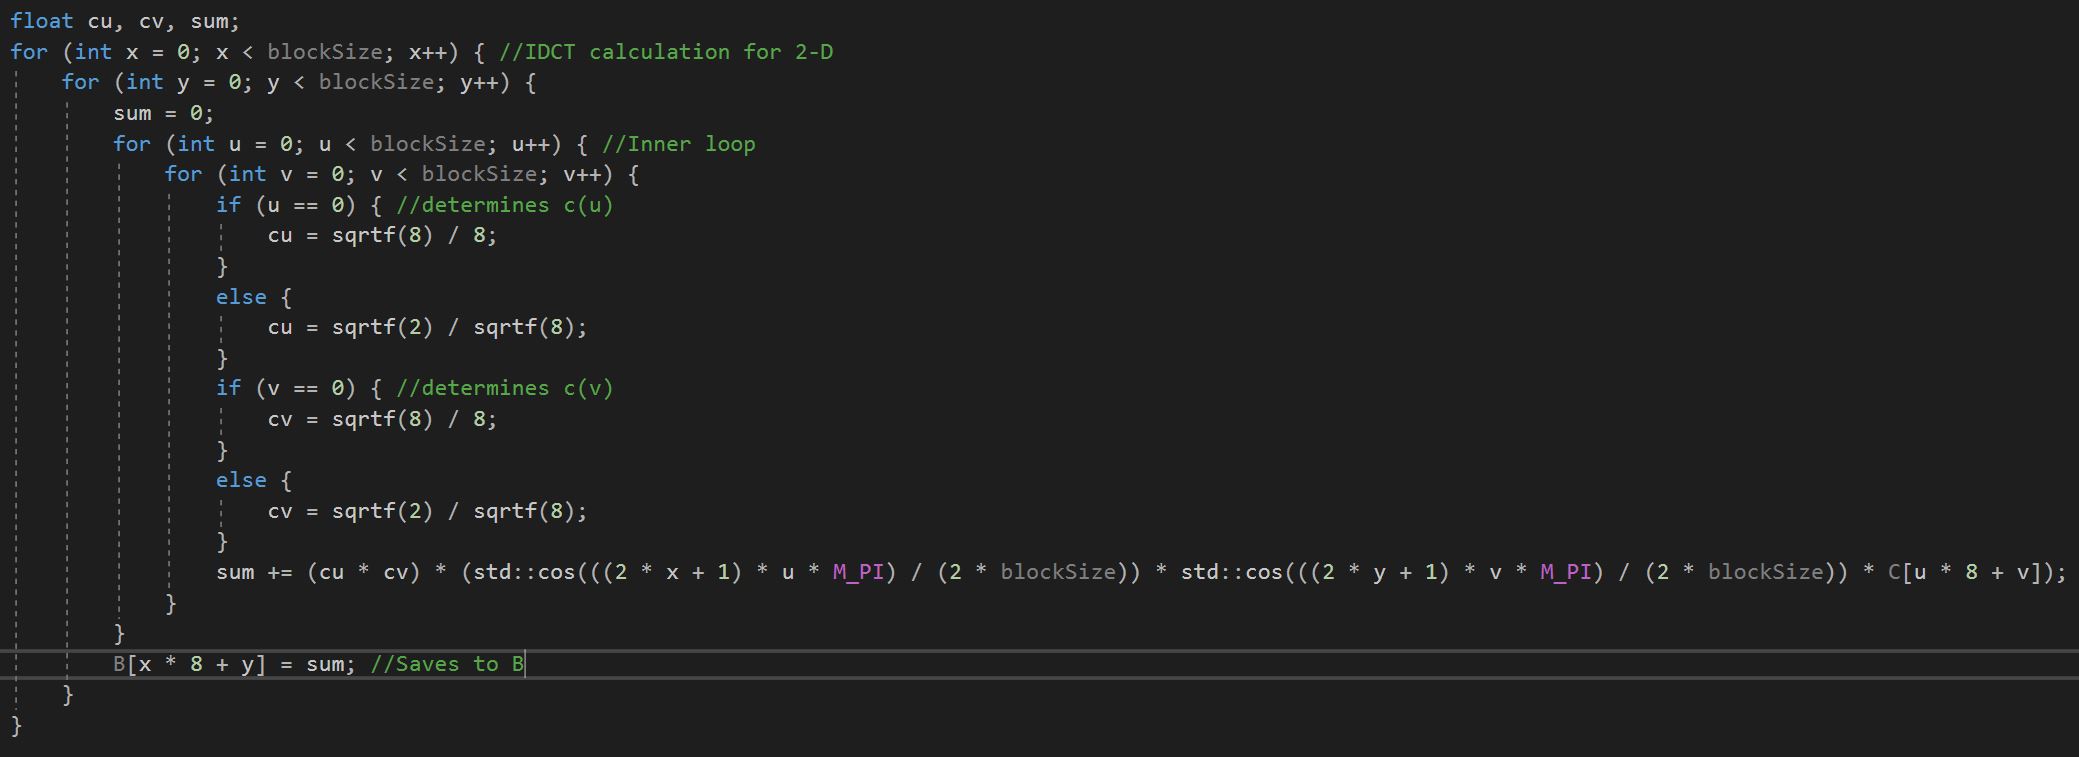 float cu, cv, sum;
for (int x = 0; x < blockSize; x++) { //IDCT calculation for 2-D
    for (int y = 0; y < blockSize; y++) {
        sum = 0;
        for (int u = 0; u < blockSize; u++) { //Inner loop
            for (int v = 0; v < blockSize; v++) {
                if (u == 0) { //determines c(u)
                    cu = sqrtf(8) / 8;
                }
                else {
                    cu = sqrtf(2) / sqrtf(8);
                }
                if (v == 0) { //determines c(v)
                    cv = sqrtf(8) / 8;
                }
                else {
                    cv = sqrtf(2) / sqrtf(8);
                }
                sum += (cu * cv) * (std::cos(((2 * x + 1) * u * M_PI) / (2 * blockSize)) * std::cos(((2 * y + 1) * v * M_PI) / (2 * blockSize)) * C[u * 8 + v]);
            }
        }
        B[x * 8 + y] = sum; //Saves to B
    }
}